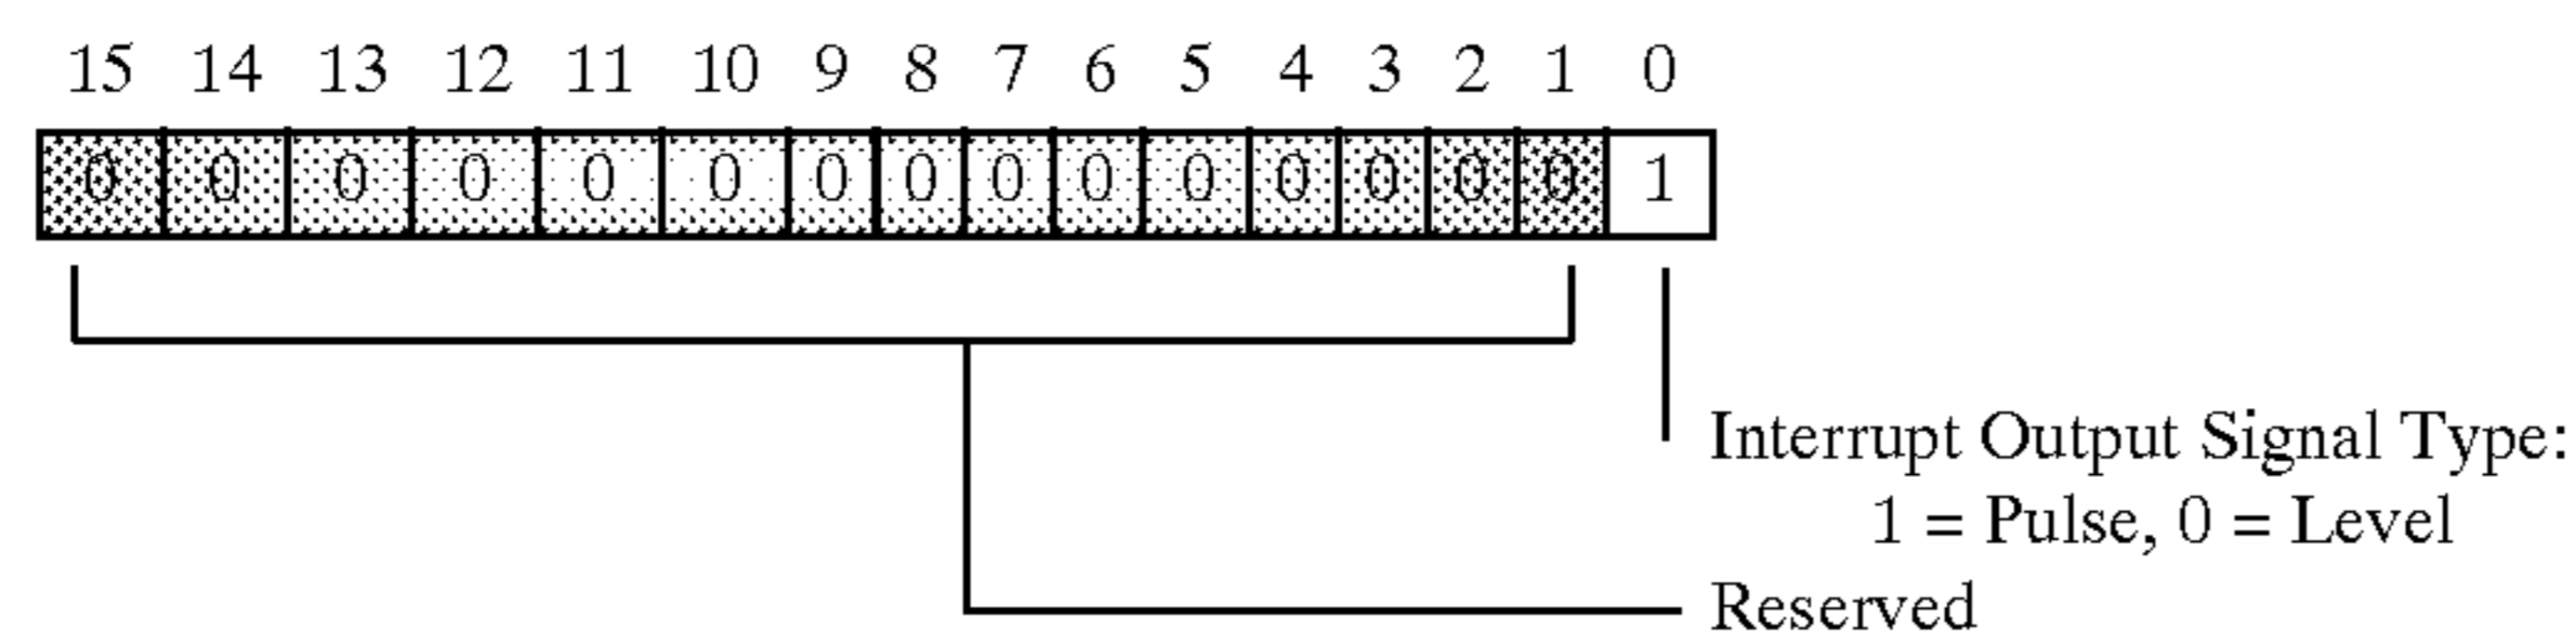 15 14 13 12 11 10 9 8 7 6 5 4 3 2 1 0
0 0 0 0 0 0 0 0 0 0 0 0 0 0 0 1
Interrupt Output Signal Type:
1 = Pulse, 0 = Level
Reserved